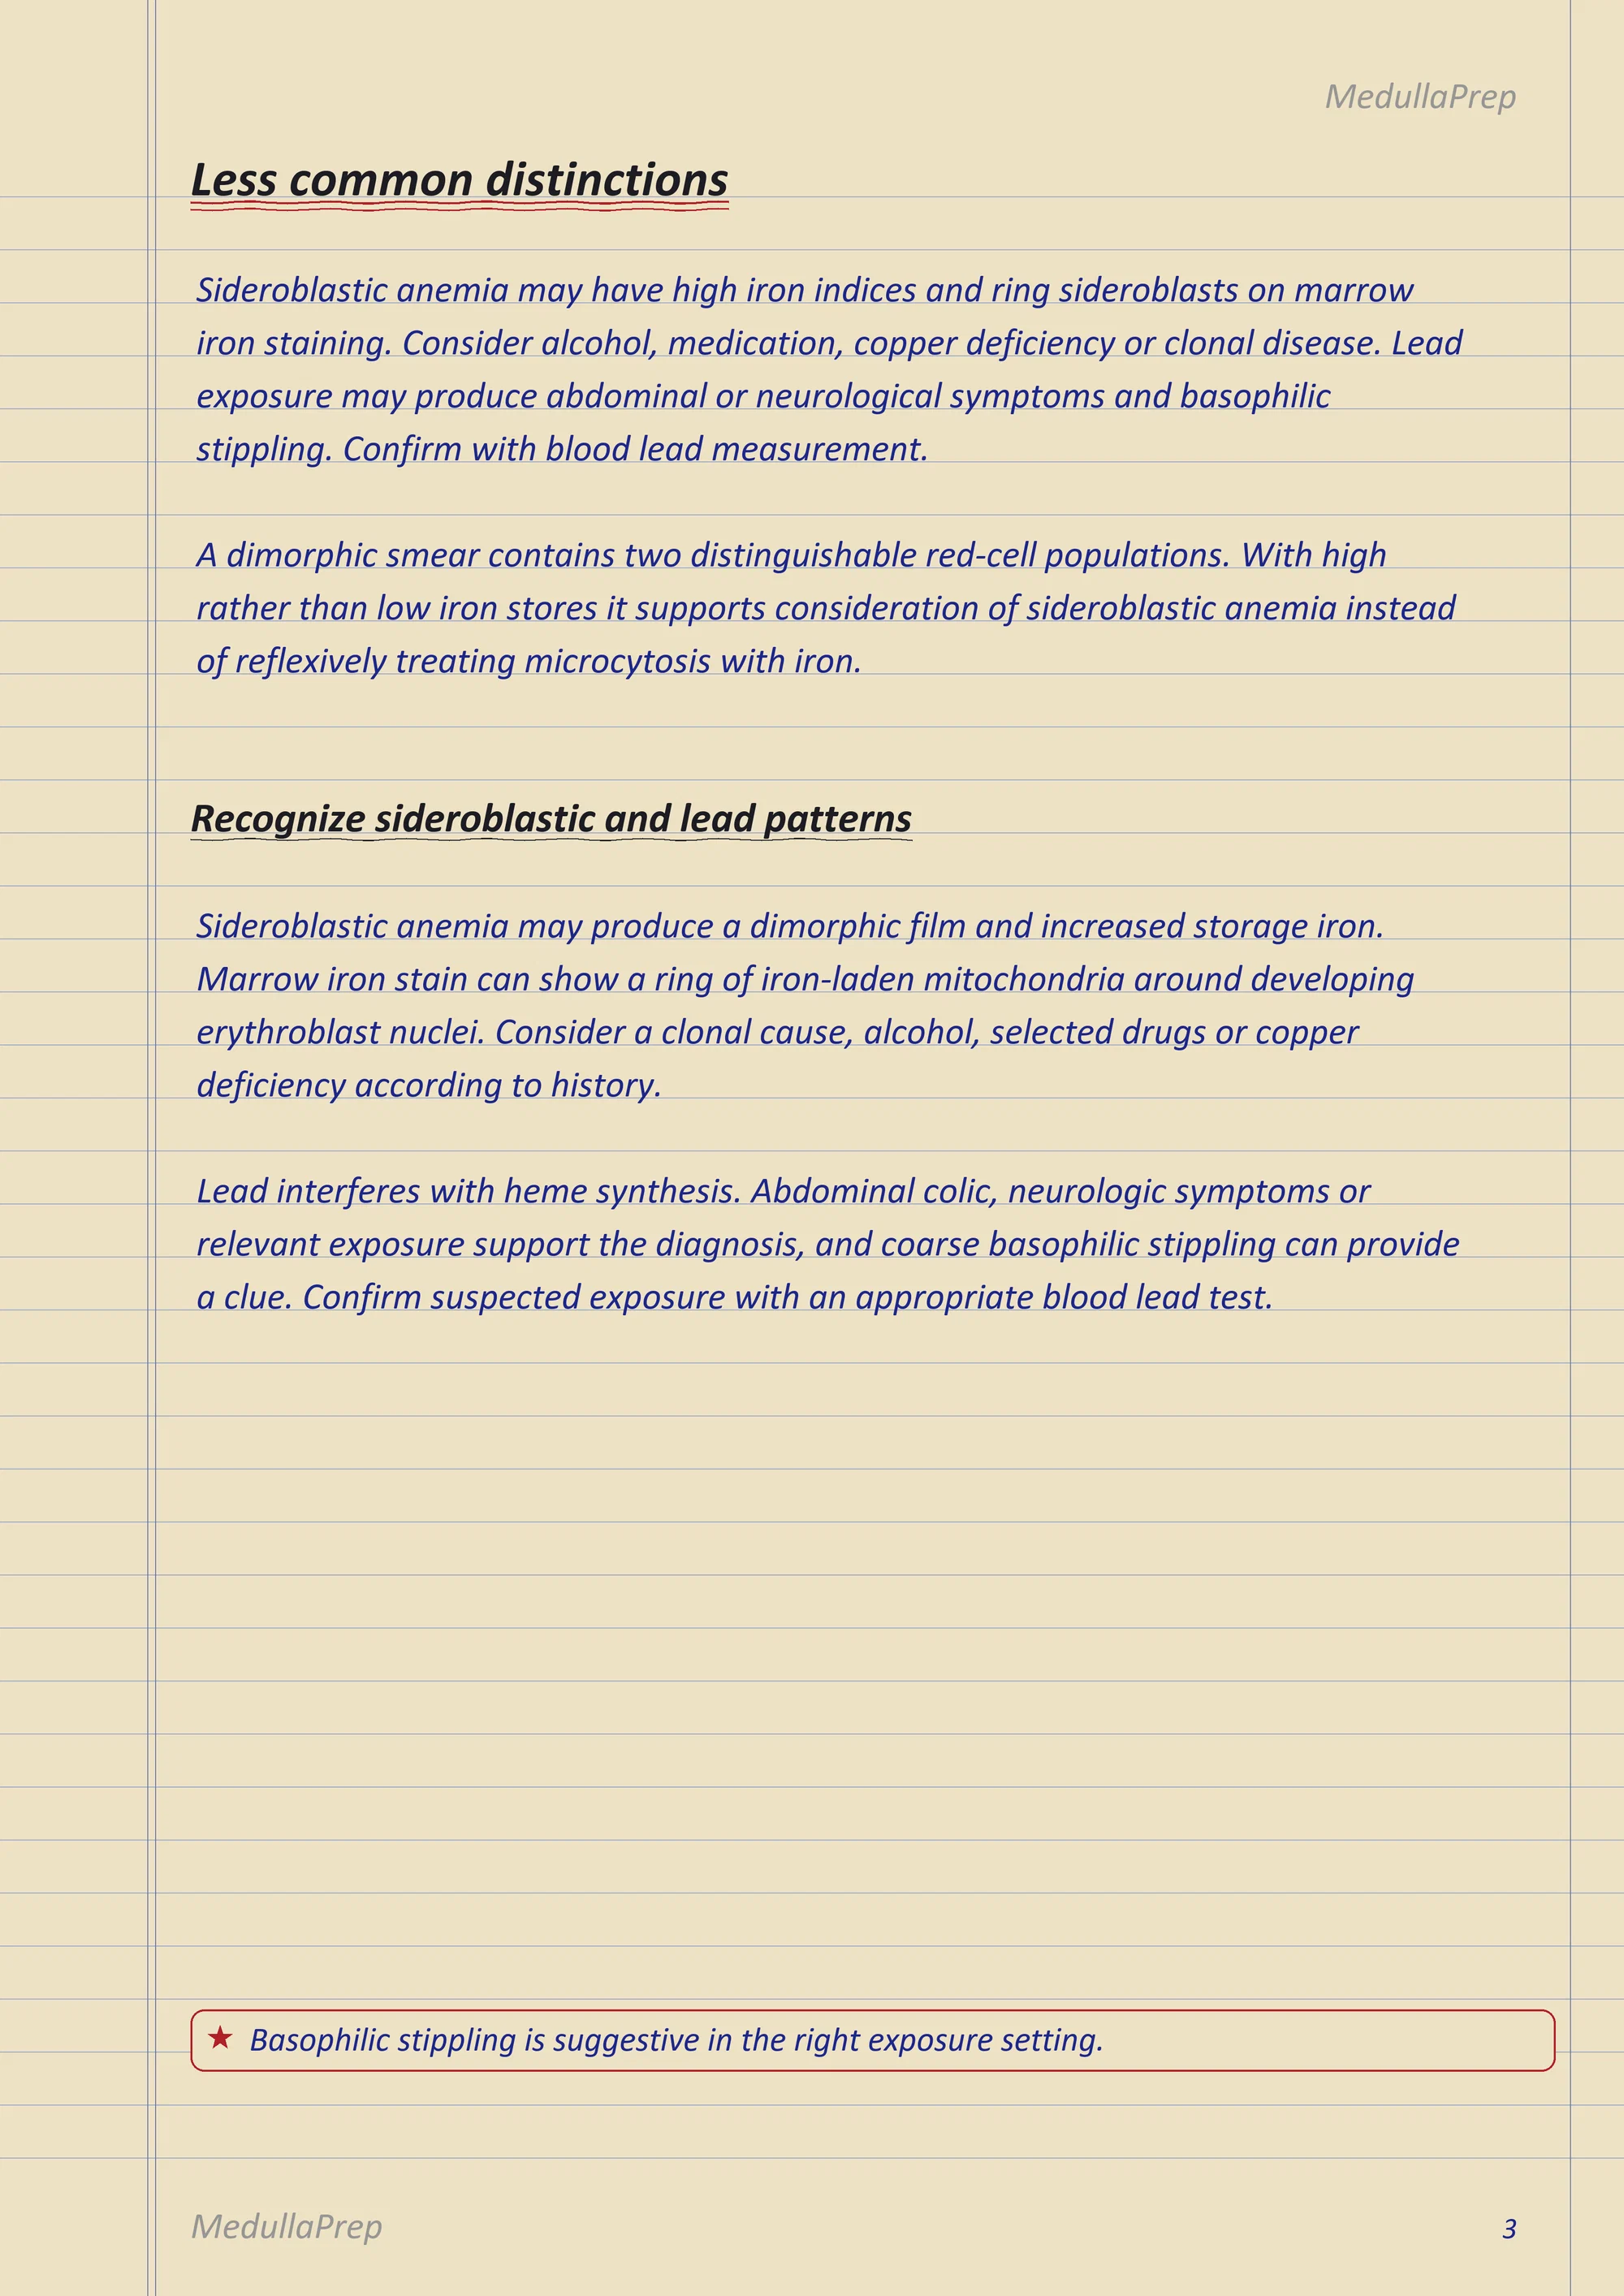 MedullaPrep
Less common distinctions
Sideroblastic anemia may have high iron indices and ring sideroblasts on marrow
iron staining. Consider alcohol, medication, copper deficiency or clonal disease. Lead
exposure may produce abdominal or neurological symptoms and basophilic
stippling. Confirm with blood lead measurement.
A dimorphic smear contains two distinguishable red-cell populations. With high
rather than low iron stores it supports consideration of sideroblastic anemia instead
of reflexively treating microcytosis with iron.
Recognize sideroblastic and lead patterns
Sideroblastic anemia may produce a dimorphic film and increased storage iron.
Marrow iron stain can show a ring of iron-laden mitochondria around developing
erythroblast nuclei. Consider a clonal cause, alcohol, selected drugs or copper
deficiency according to history.
Lead interferes with heme synthesis. Abdominal colic, neurologic symptoms or
relevant exposure support the diagnosis, and coarse basophilic stippling can provide
a clue. Confirm suspected exposure with an appropriate blood lead test.
★ Basophilic stippling is suggestive in the right exposure setting.
MedullaPrep
3